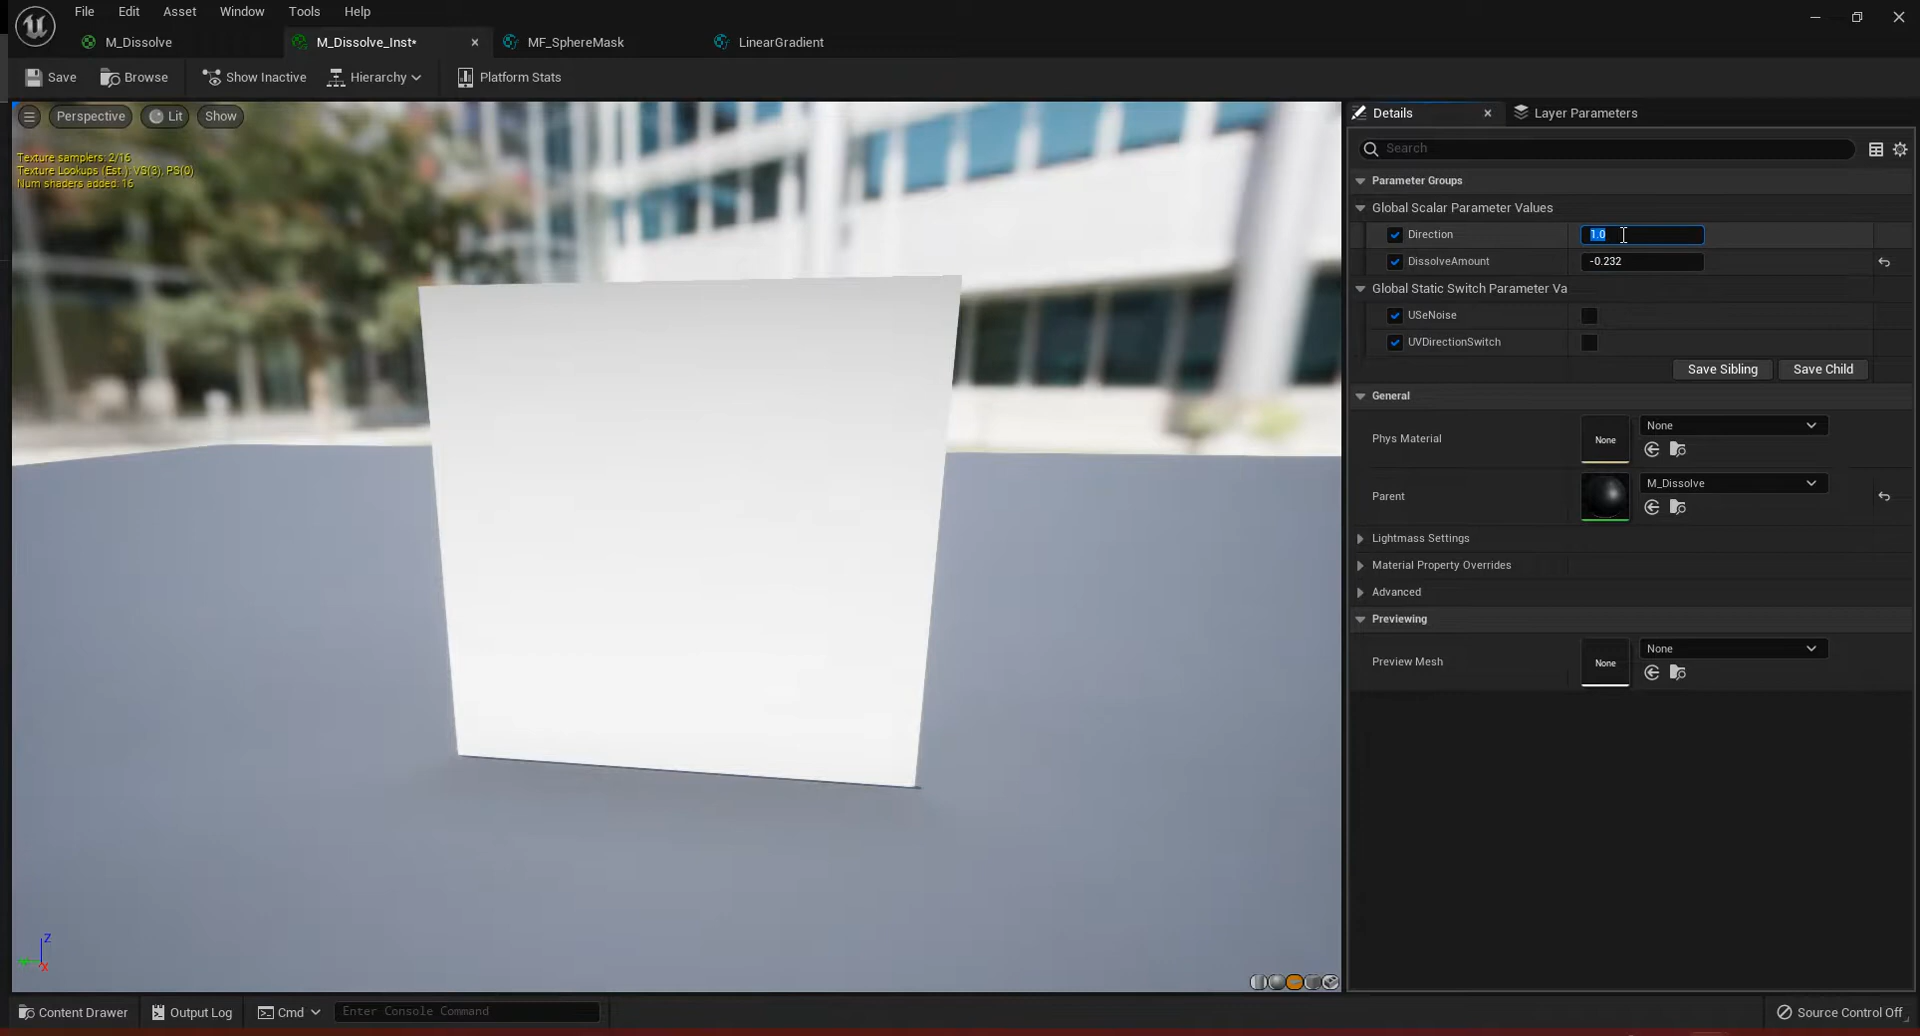 File Edit Asset Window Tools Help
M_Dissolve M_Dissolve_Inst* MF_SphereMask LinearGradient
Save Browse Show Inactive Hierarchy Platform Stats
Perspective Lit Show
Texture samplers: 2/16
Texture Lookups (Est.): VS(3), PS(0)
Num shaders added: 16
Z
X
Details Layer Parameters
Search
Parameter Groups
Global Scalar Parameter Values
Direction 1.0
DissolveAmount -0.232
Global Static Switch Parameter Va
USeNoise
UVDirectionSwitch
Save Sibling Save Child
General
Phys Material None None
Parent M_Dissolve
Lightmass Settings
Material Property Overrides
Advanced
Previewing
Preview Mesh None None
Content Drawer Output Log Cmd Enter Console Command Source Control Off